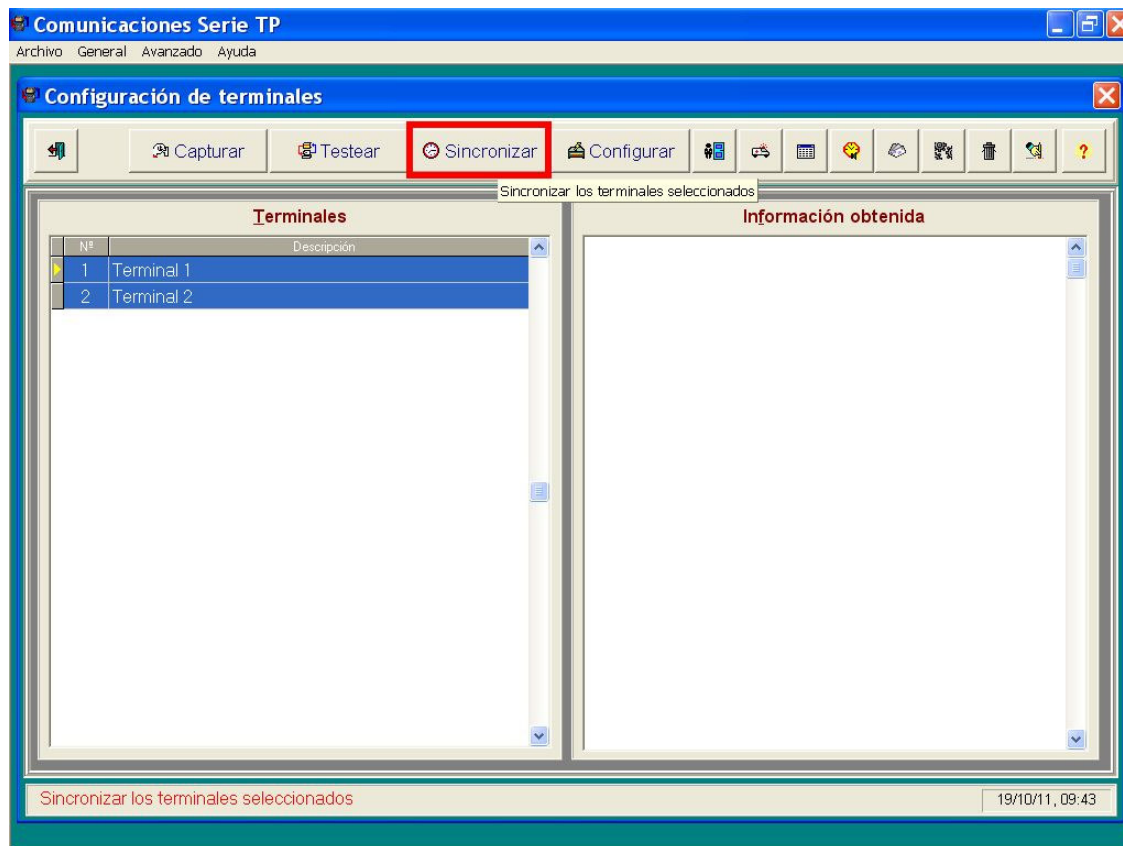 Comunicaciones Serie TP
Archivo General Avanzado Ayuda
Configuración de terminales
Capturar Testear Sincronizar Configurar ?
Sincronizar los terminales seleccionados
Terminales
Nº Descripción
1 Terminal 1
2 Terminal 2
Información obtenida
Sincronizar los terminales seleccionados
19/10/11, 09:43